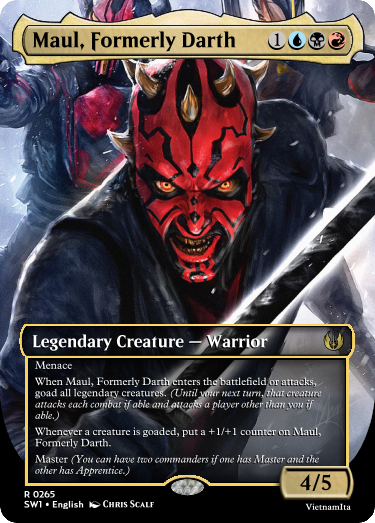 Maul, Formerly Darth 1
Legendary Creature — Warrior
Menace
When Maul, Formerly Darth enters the battlefield or attacks,
goad all legendary creatures. (Until your next turn, that creature
attacks each combat if able and attacks a player other than you if
able.)
Whenever a creature is goaded, put a +1/+1 counter on Maul,
Formerly Darth.
Master (You can have two commanders if one has Master and the
other has Apprentice.)
4/5
R 0265
SW1 • English Chris Scalf
VietnamIta